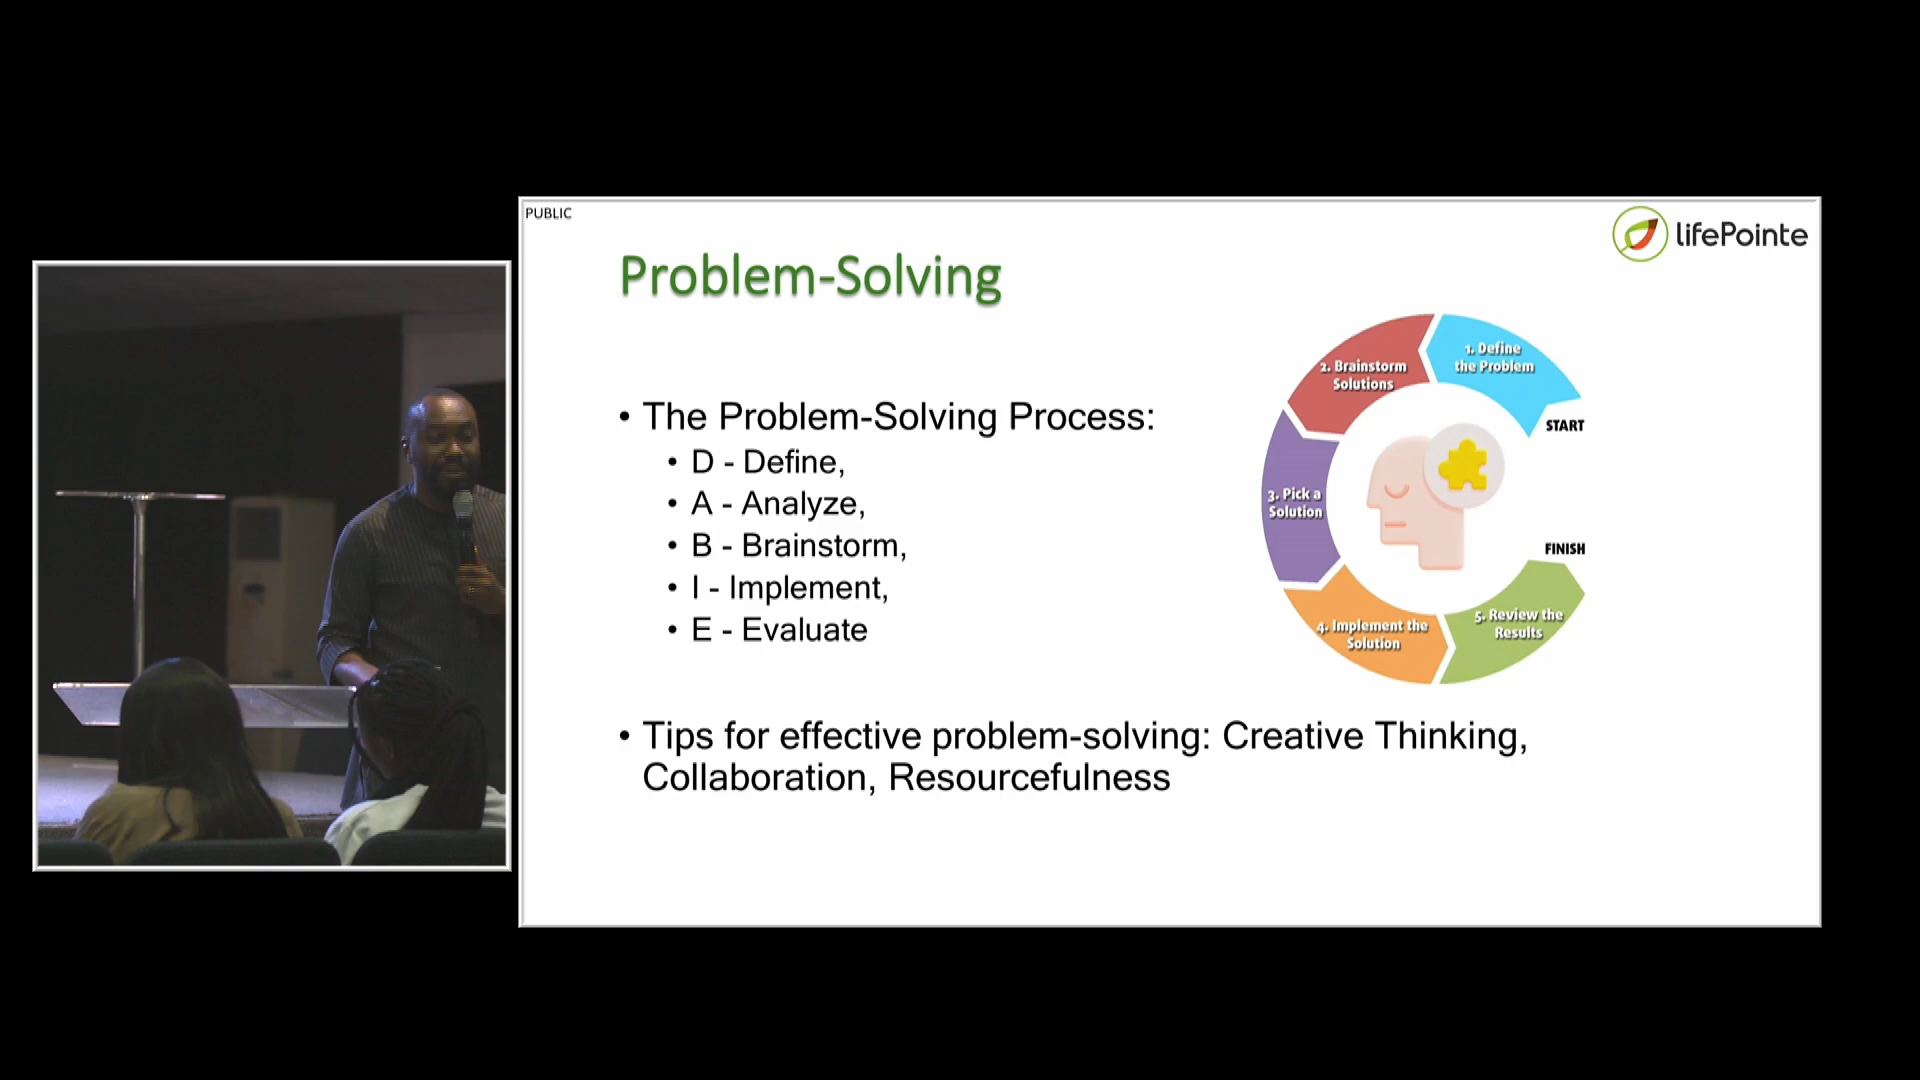 PUBLIC
lifePointe
Problem-Solving
• The Problem-Solving Process:
• D - Define,
• A - Analyze,
• B - Brainstorm,
• I - Implement,
• E - Evaluate
• Tips for effective problem-solving: Creative Thinking,
Collaboration, Resourcefulness
1. Define
the Problem
START
2. Brainstorm
Solutions
3. Pick a
Solution
4. Implement the
Solution
5. Review the
Results
FINISH